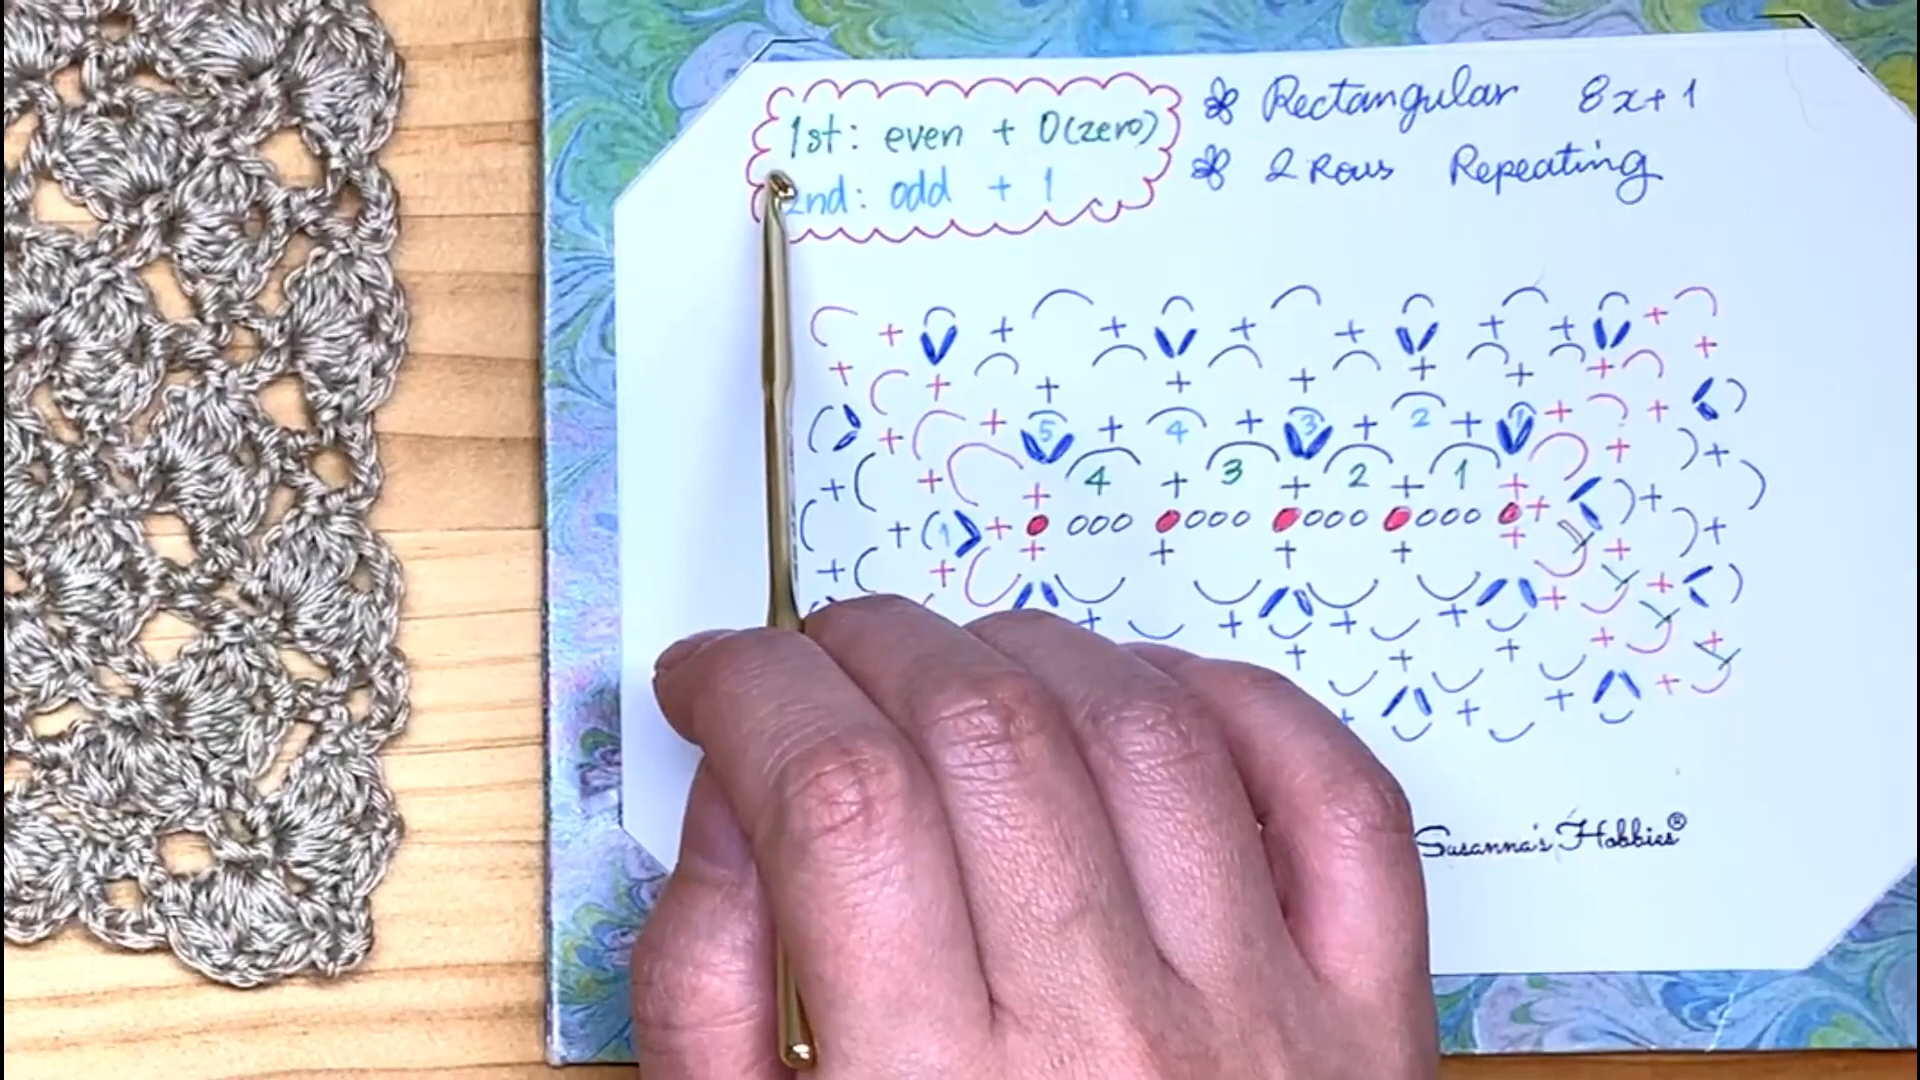 1st: even + 0(zero)
2nd: odd + 1
Rectangular 8x+1
2 Rows Repeating
5 4 3 2 1
4 3 2 1
1
Susanna's Hobbies®